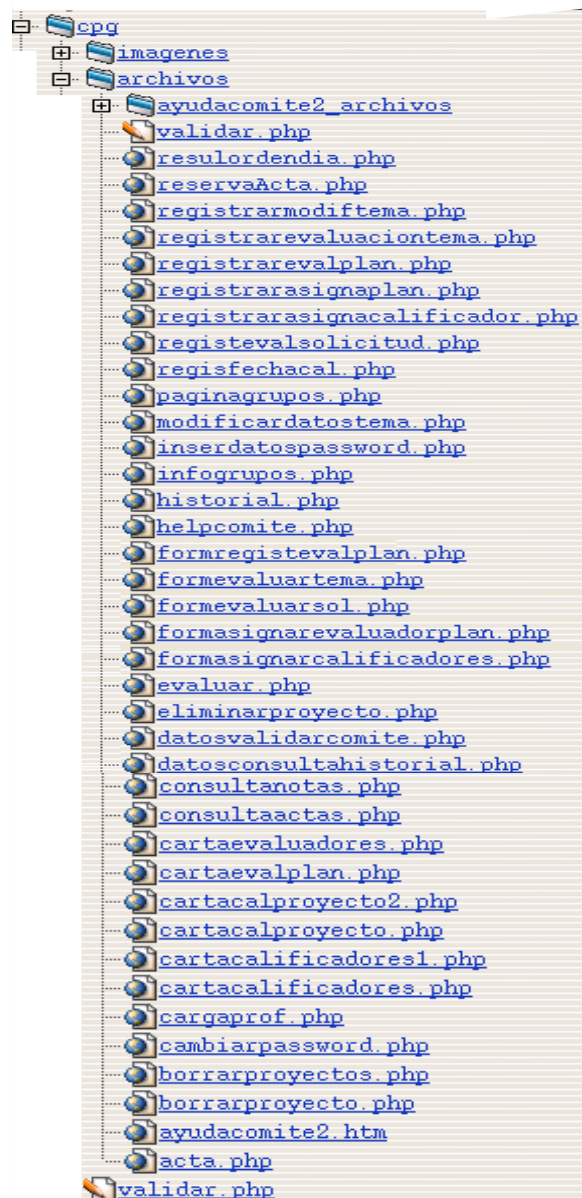 cpg
imagenes
archivos
ayudacomite2_archivos
validar.php
resulordendia.php
reservaActa.php
registrarmodiftema.php
registrarevaluaciontema.php
registrarevalplan.php
registrarasignaplan.php
registrarasignacalificador.php
registevalsolicitud.php
regisfechacal.php
paginagrupos.php
modificardatostema.php
inserdatospassword.php
infogrupos.php
historial.php
helpcomite.php
formregistevalplan.php
formevaluartema.php
formevaluarsol.php
formasignarevaluadorplan.php
formasignarcalificadores.php
evaluar.php
eliminarproyecto.php
datosvalidarcomite.php
datosconsultahistorial.php
consultanotas.php
consultaactas.php
cartaevaluadores.php
cartaevalplan.php
cartacalproyecto2.php
cartacalproyecto.php
cartacalificadores1.php
cartacalificadores.php
cargaprof.php
cambiarpassword.php
borrarproyectos.php
borrarproyecto.php
ayudacomite2.htm
acta.php
validar.php